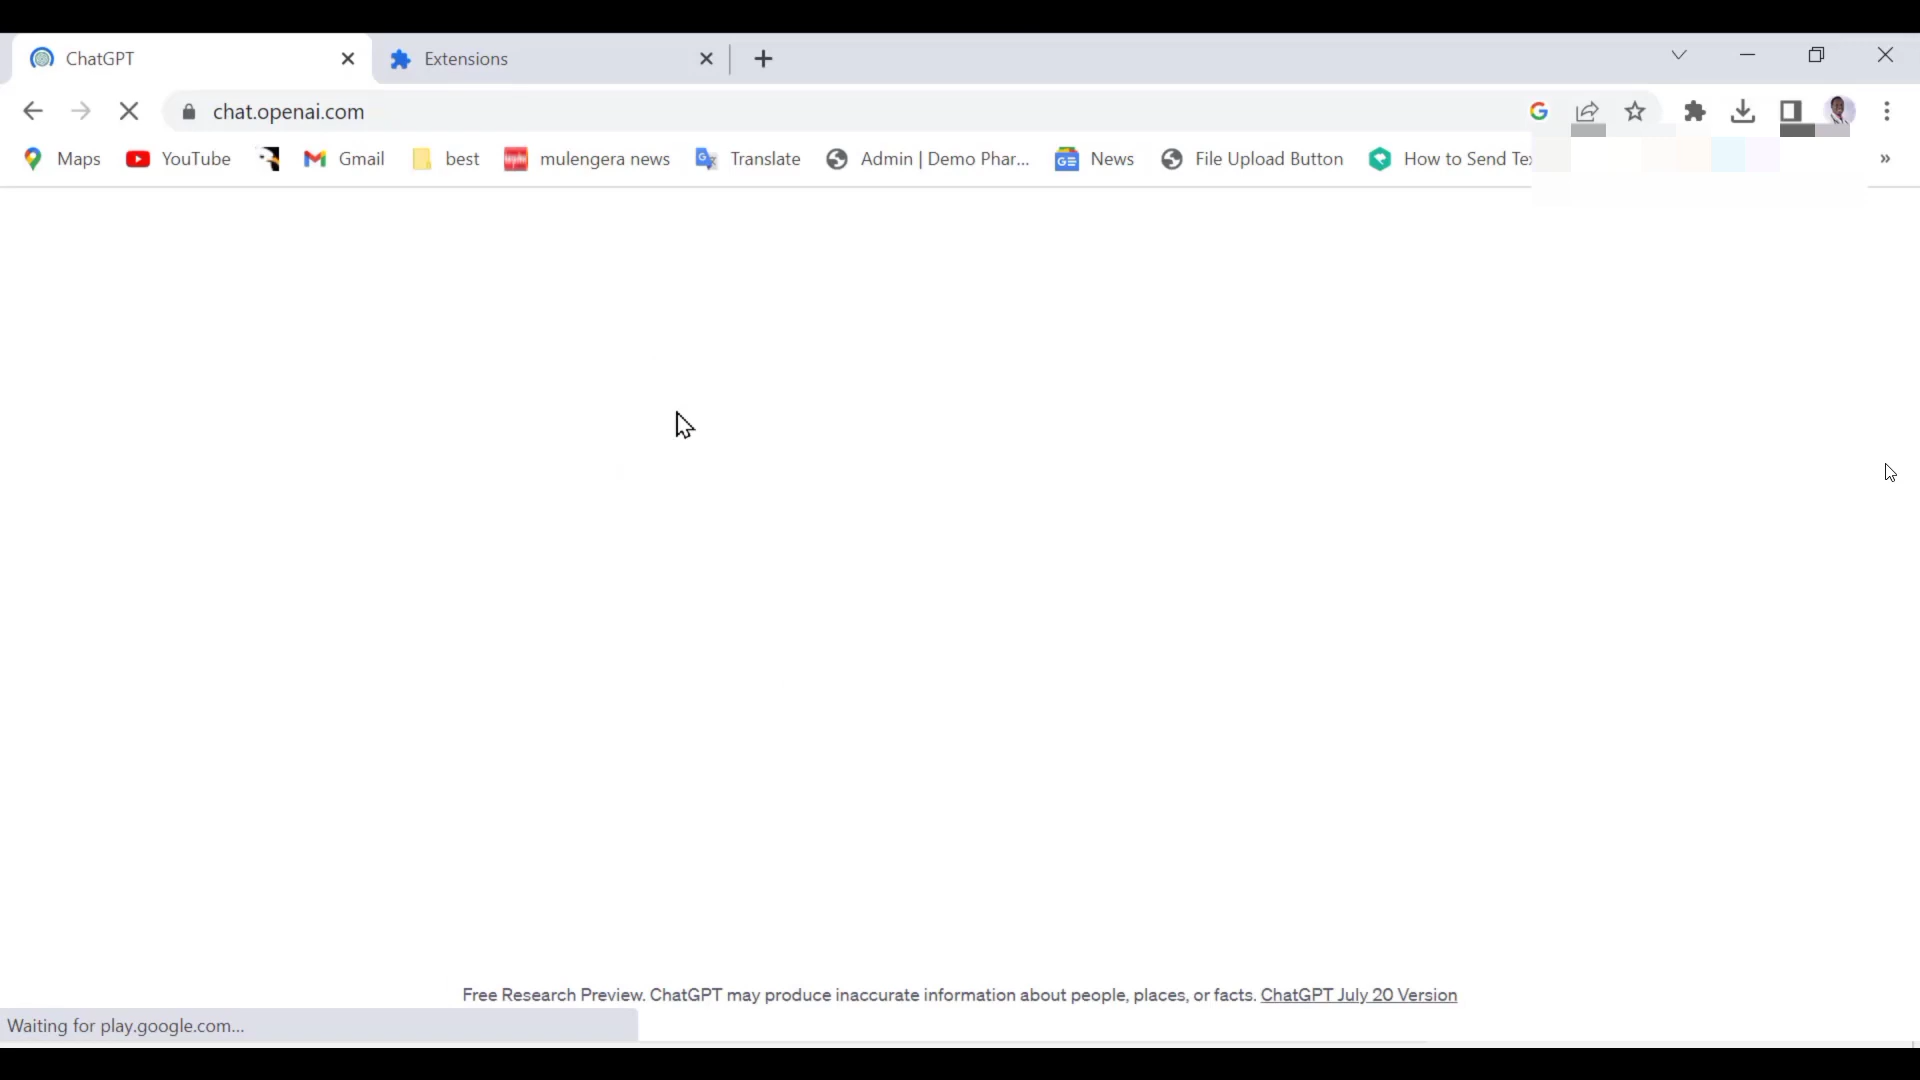 ChatGPT
Extensions
chat.openai.com
Maps
YouTube
Gmail
best
mulengera news
Translate
Admin | Demo Phar...
News
File Upload Button
How to Send Te
»
Free Research Preview. ChatGPT may produce inaccurate information about people, places, or facts. ChatGPT July 20 Version
Waiting for play.google.com...